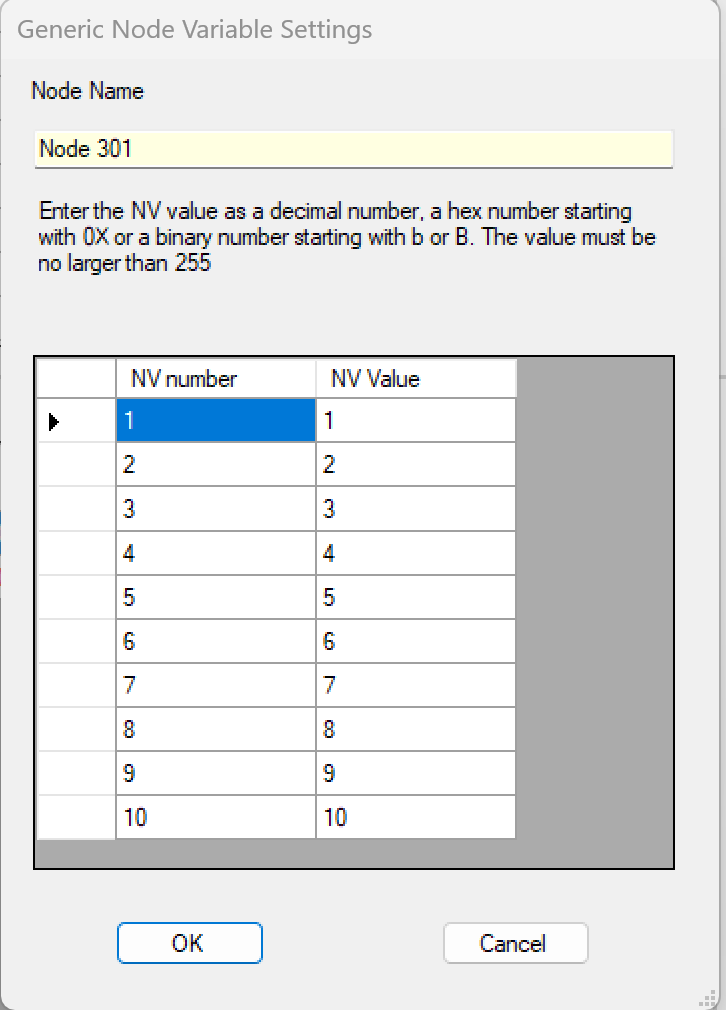 Generic Node Variable Settings
Node Name
Node 301
Enter the NV value as a decimal number, a hex number starting
with 0X or a binary number starting with b or B. The value must be
no larger than 255
NV number NV Value
1 1
2 2
3 3
4 4
5 5
6 6
7 7
8 8
9 9
10 10
OK Cancel